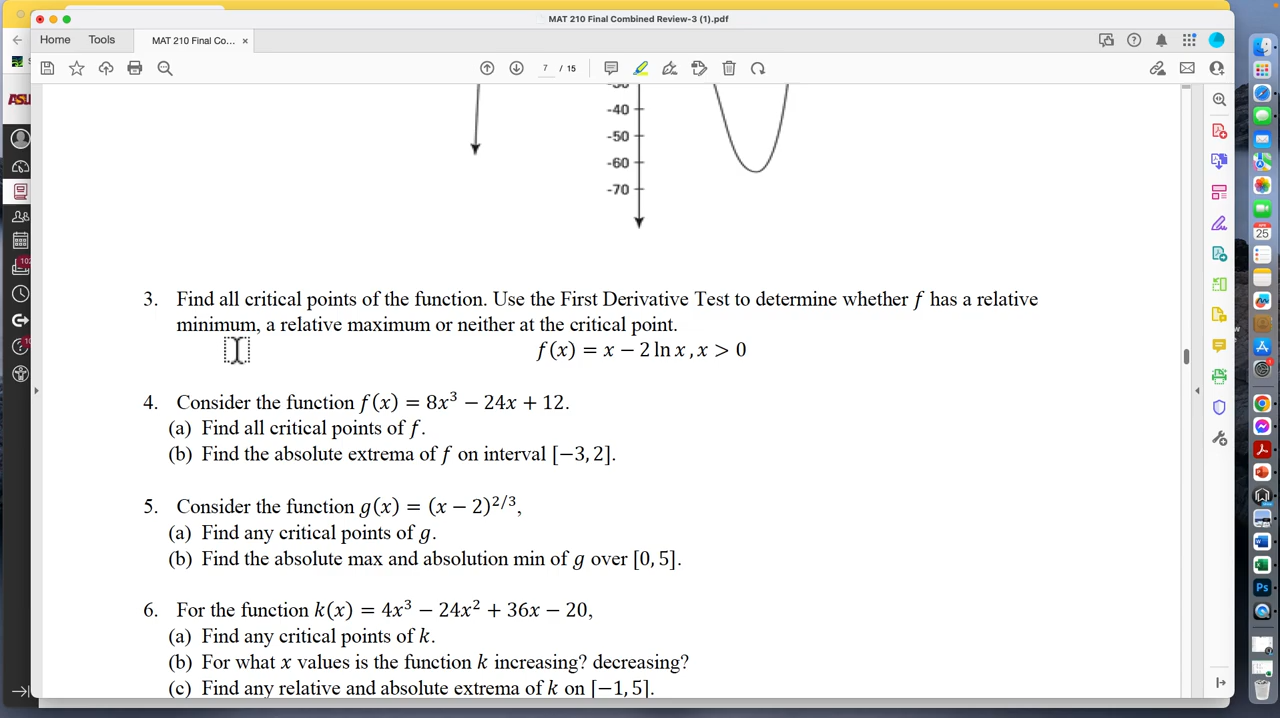 MAT 210 Final Combined Review-3 (1).pdf
Home Tools MAT 210 Final Co... ×
7 / 15
ASU
-40
-50
-60
-70
3. Find all critical points of the function. Use the First Derivative Test to determine whether f has a relative
minimum, a relative maximum or neither at the critical point.
f(x) = x − 2 ln x , x > 0
4. Consider the function f(x) = 8x³ − 24x + 12.
(a) Find all critical points of f.
(b) Find the absolute extrema of f on interval [−3, 2].
5. Consider the function g(x) = (x − 2)^{2/3},
(a) Find any critical points of g.
(b) Find the absolute max and absolution min of g over [0, 5].
6. For the function k(x) = 4x³ − 24x² + 36x − 20,
(a) Find any critical points of k.
(b) For what x values is the function k increasing? decreasing?
(c) Find any relative and absolute extrema of k on [−1, 5].
25